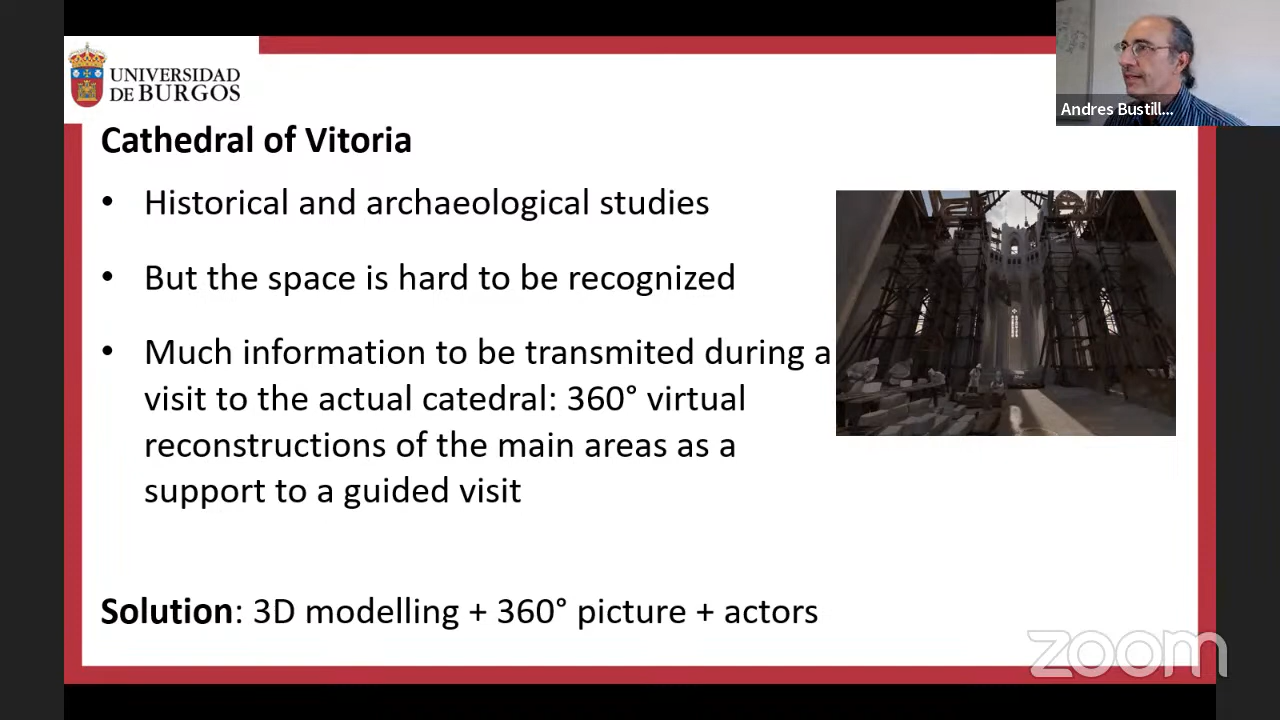 UNIVERSIDAD
DE BURGOS
Andres Bustill...
Cathedral of Vitoria
• Historical and archaeological studies
• But the space is hard to be recognized
• Much information to be transmited during a
visit to the actual catedral: 360° virtual
reconstructions of the main areas as a
support to a guided visit
Solution: 3D modelling + 360° picture + actors
zoom